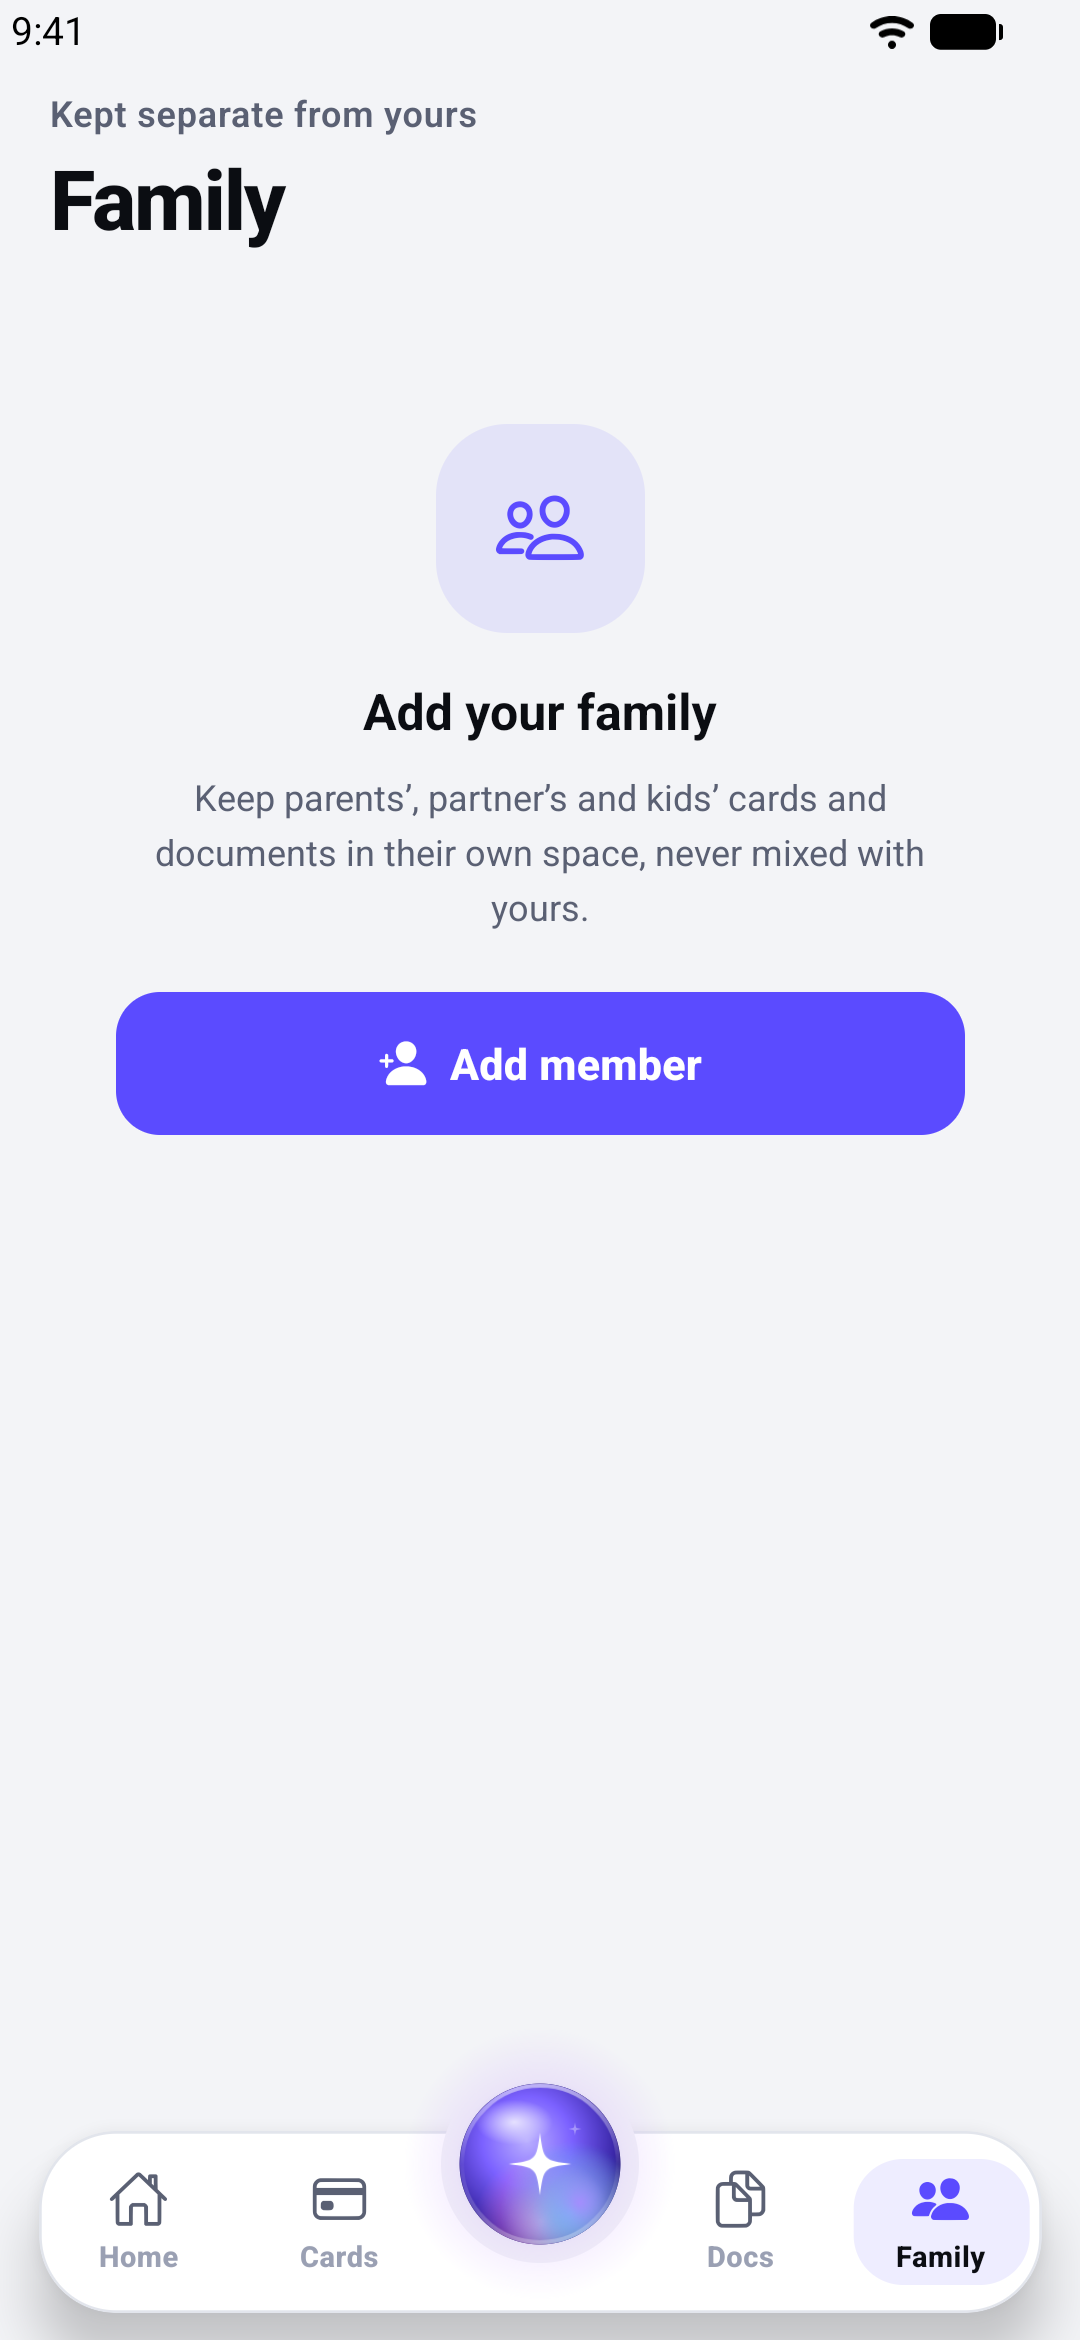 9:41
Kept separate from yours
Family
Add your family
Keep parents’, partner’s and kids’ cards and
documents in their own space, never mixed with
yours.
Add member
Home
Cards
Docs
Family